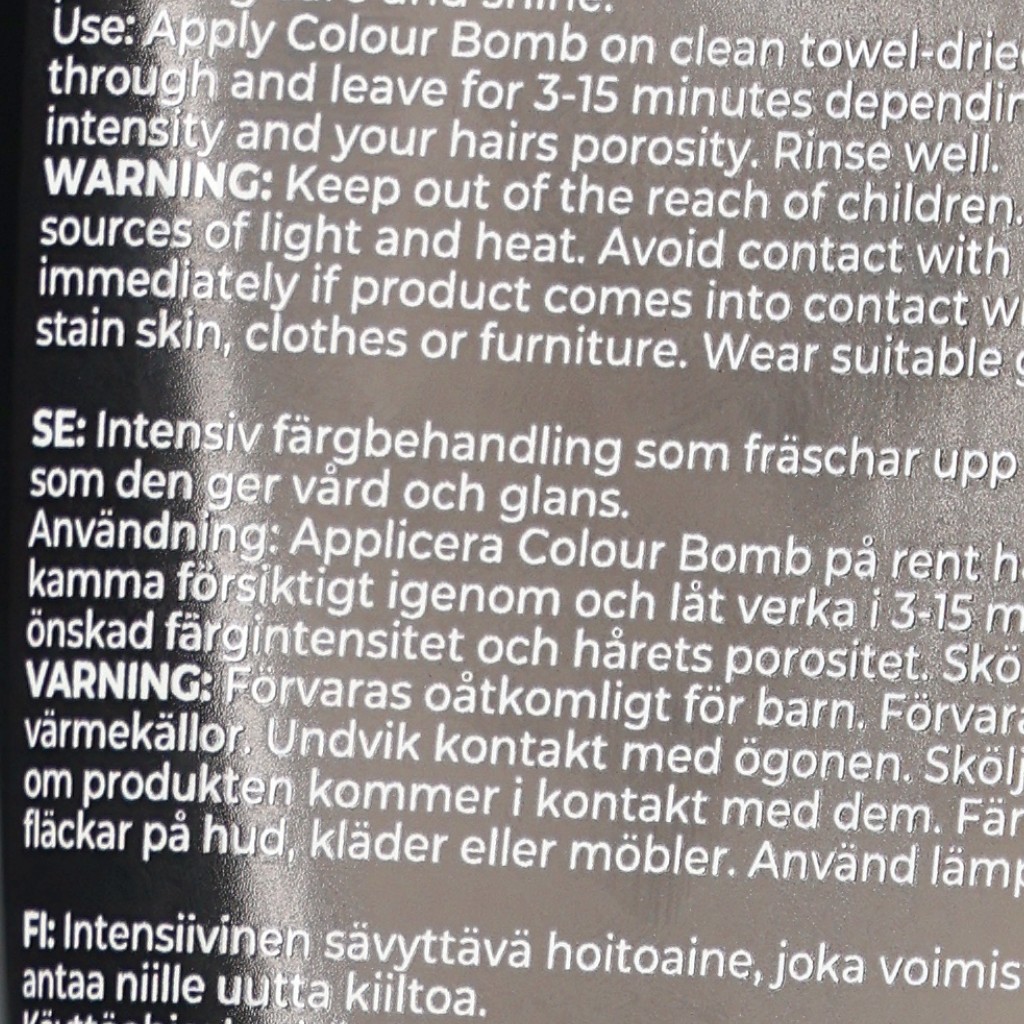 and shine.
Use: Apply Colour Bomb on clean towel-drie
through and leave for 3-15 minutes dependin
intensity and your hairs porosity. Rinse well.
WARNING: Keep out of the reach of children.
sources of light and heat. Avoid contact with
immediately if product comes into contact w
stain skin, clothes or furniture. Wear suitable g
SE: Intensiv färgbehandling som fräschar upp
som den ger vård och glans.
Användning: Applicera Colour Bomb på rent h
kamma försiktigt igenom och låt verka i 3-15 m
önskad färgintensitet och hårets porositet. Skö
VARNING: Förvaras oåtkomligt för barn. Förvara
värmekällor. Undvik kontakt med ögonen. Skölj
om produkten kommer i kontakt med dem. Fär
fläckar på hud, kläder eller möbler. Använd lämp
FI: Intensiivinen sävyttävä hoitoaine, joka voimis
antaa niille uutta kiiltoa.